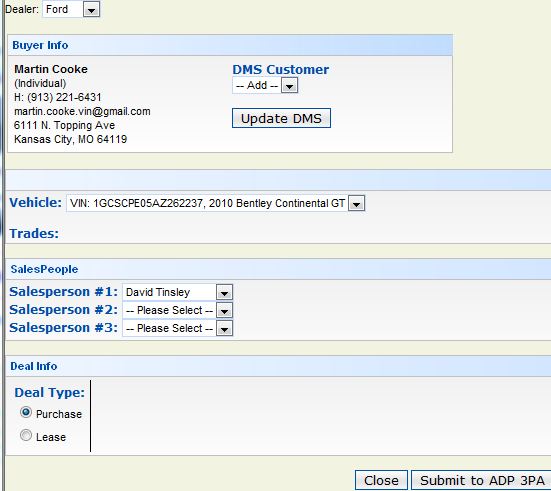 Dealer: Ford
Buyer Info
Martin Cooke
(Individual)
H: (913) 221-6431
martin.cooke.vin@gmail.com
6111 N. Topping Ave
Kansas City, MO 64119
DMS Customer
-- Add --
Update DMS
Vehicle: VIN: 1GCSCPE05AZ262237, 2010 Bentley Continental GT
Trades:
SalesPeople
Salesperson #1: David Tinsley
Salesperson #2: -- Please Select --
Salesperson #3: -- Please Select --
Deal Info
Deal Type:
Purchase
Lease
Close Submit to ADP 3PA